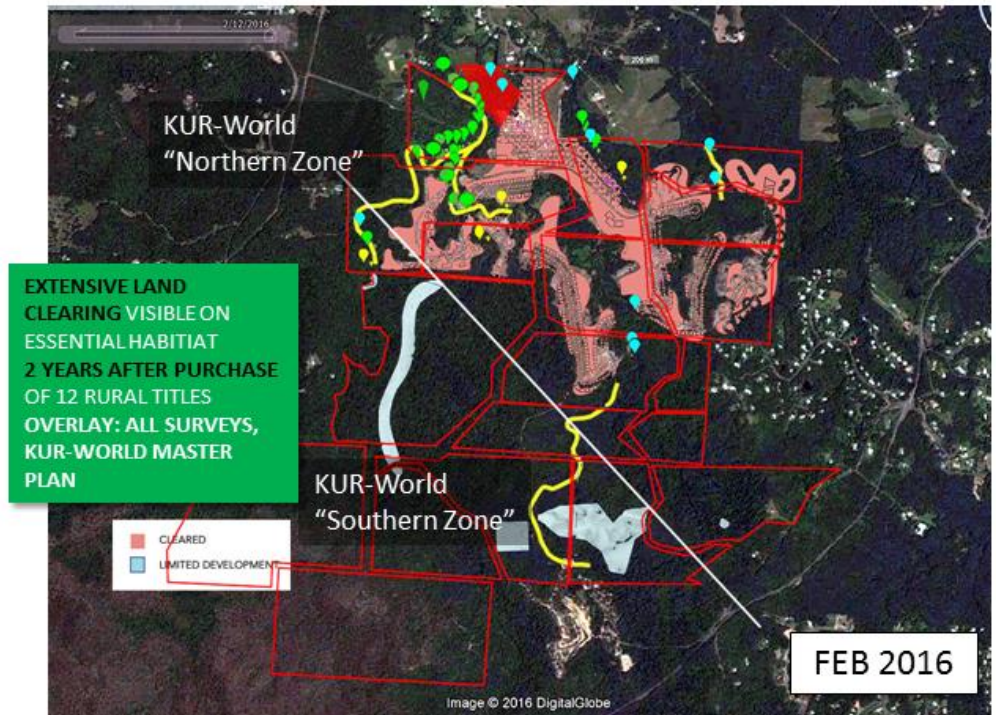 2/12/2016
KUR-World
"Northern Zone"
EXTENSIVE LAND
CLEARING VISIBLE ON
ESSENTIAL HABITIAT
2 YEARS AFTER PURCHASE
OF 12 RURAL TITLES
OVERLAY: ALL SURVEYS,
KUR-WORLD MASTER
PLAN
KUR-World
"Southern Zone"
CLEARED
LIMITED DEVELOPMENT
FEB 2016
Image © 2016 DigitalGlobe